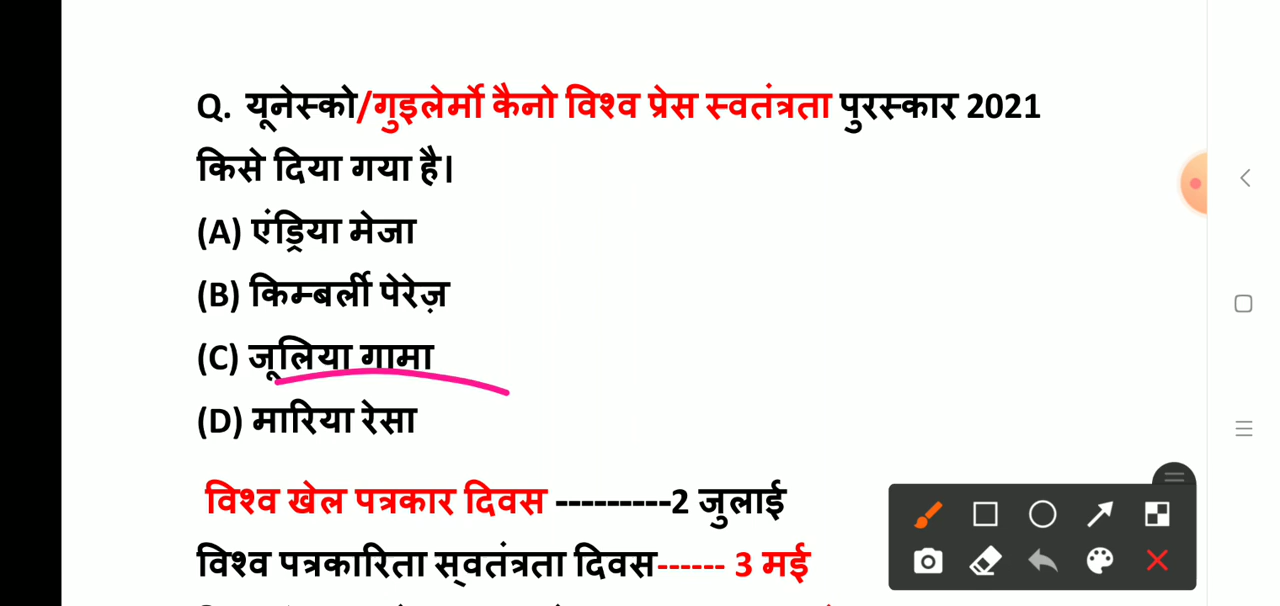 Q. यूनेस्को/गुइलेर्मो कैनो विश्व प्रेस स्वतंत्रता पुरस्कार 2021
किसे दिया गया है।
(A) एंड्रिया मेजा
(B) किम्बर्ली पेरेज़
(C) जूलिया गामा
(D) मारिया रेसा
विश्व खेल पत्रकार दिवस ---------2 जुलाई
विश्व पत्रकारिता स्वतंत्रता दिवस------ 3 मई